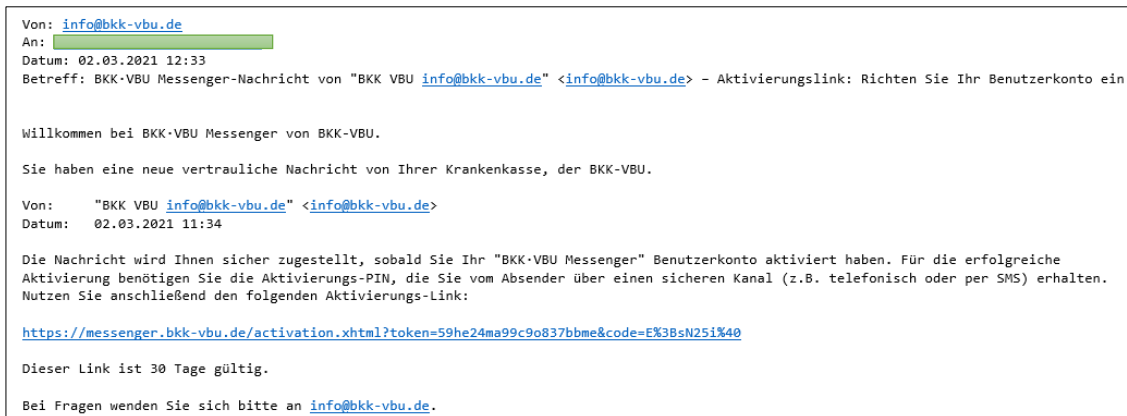 Von: info@bkk-vbu.de
An:
Datum: 02.03.2021 12:33
Betreff: BKK·VBU Messenger-Nachricht von "BKK VBU info@bkk-vbu.de" <info@bkk-vbu.de> – Aktivierungslink: Richten Sie Ihr Benutzerkonto ein
Willkommen bei BKK·VBU Messenger von BKK-VBU.
Sie haben eine neue vertrauliche Nachricht von Ihrer Krankenkasse, der BKK-VBU.
Von: "BKK VBU info@bkk-vbu.de" <info@bkk-vbu.de>
Datum: 02.03.2021 11:34
Die Nachricht wird Ihnen sicher zugestellt, sobald Sie Ihr "BKK·VBU Messenger" Benutzerkonto aktiviert haben. Für die erfolgreiche
Aktivierung benötigen Sie die Aktivierungs-PIN, die Sie vom Absender über einen sicheren Kanal (z.B. telefonisch oder per SMS) erhalten.
Nutzen Sie anschließend den folgenden Aktivierungs-Link:
https://messenger.bkk-vbu.de/activation.xhtml?token=59he24ma99c9o837bbme&code=E%3BsN25i%40
Dieser Link ist 30 Tage gültig.
Bei Fragen wenden Sie sich bitte an info@bkk-vbu.de.